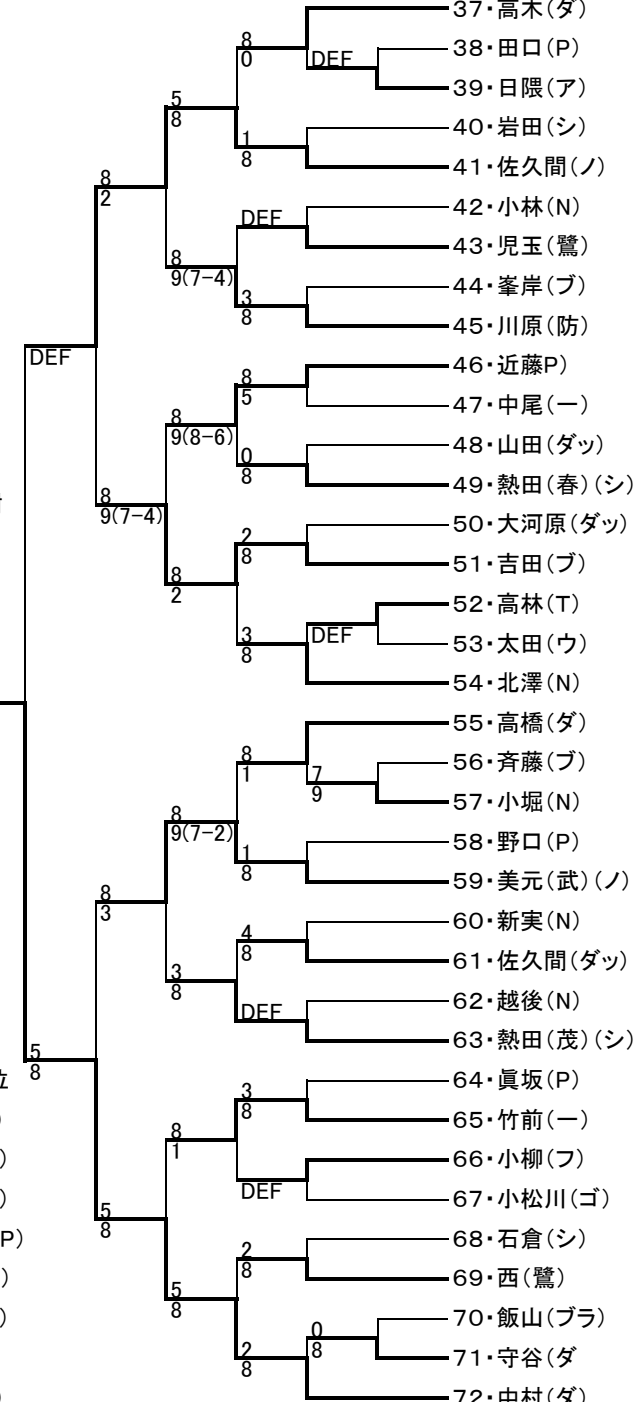 37・高木(ダ)
8
0
DEF
38・田口(P)
39・日隈(ア)
5
8
40・岩田(シ)
1
8
41・佐久間(ノ)
8
2
42・小林(N)
DEF
43・児玉(鷺)
8
9(7-4)
44・峯岸(ブ)
3
8
45・川原(防)
DEF
46・近藤P)
8
5
47・中尾(一)
8
9(8-6)
48・山田(ダッ)
0
8
49・熱田(春)(シ)
8
9(7-4)
50・大河原(ダッ)
2
8
51・吉田(ブ)
8
2
52・高林(T)
DEF
53・太田(ウ)
3
8
54・北澤(N)
55・高橋(ダ)
8
1
56・斉藤(ブ)
7
9
57・小堀(N)
8
9(7-2)
58・野口(P)
1
8
59・美元(武)(ノ)
8
3
60・新実(N)
4
8
61・佐久間(ダッ)
3
8
62・越後(N)
DEF
63・熱田(茂)(シ)
5
8
位
64・眞坂(P)
3
8
)
65・竹前(一)
8
1
)
66・小柳(フ)
DEF
)
67・小松川(ゴ)
5
8
P)
68・石倉(シ)
2
8
)
69・西(鷺)
5
8
)
70・飯山(ブラ)
0
8
71・守谷(ダ
2
8
)
72・中村(ダ)